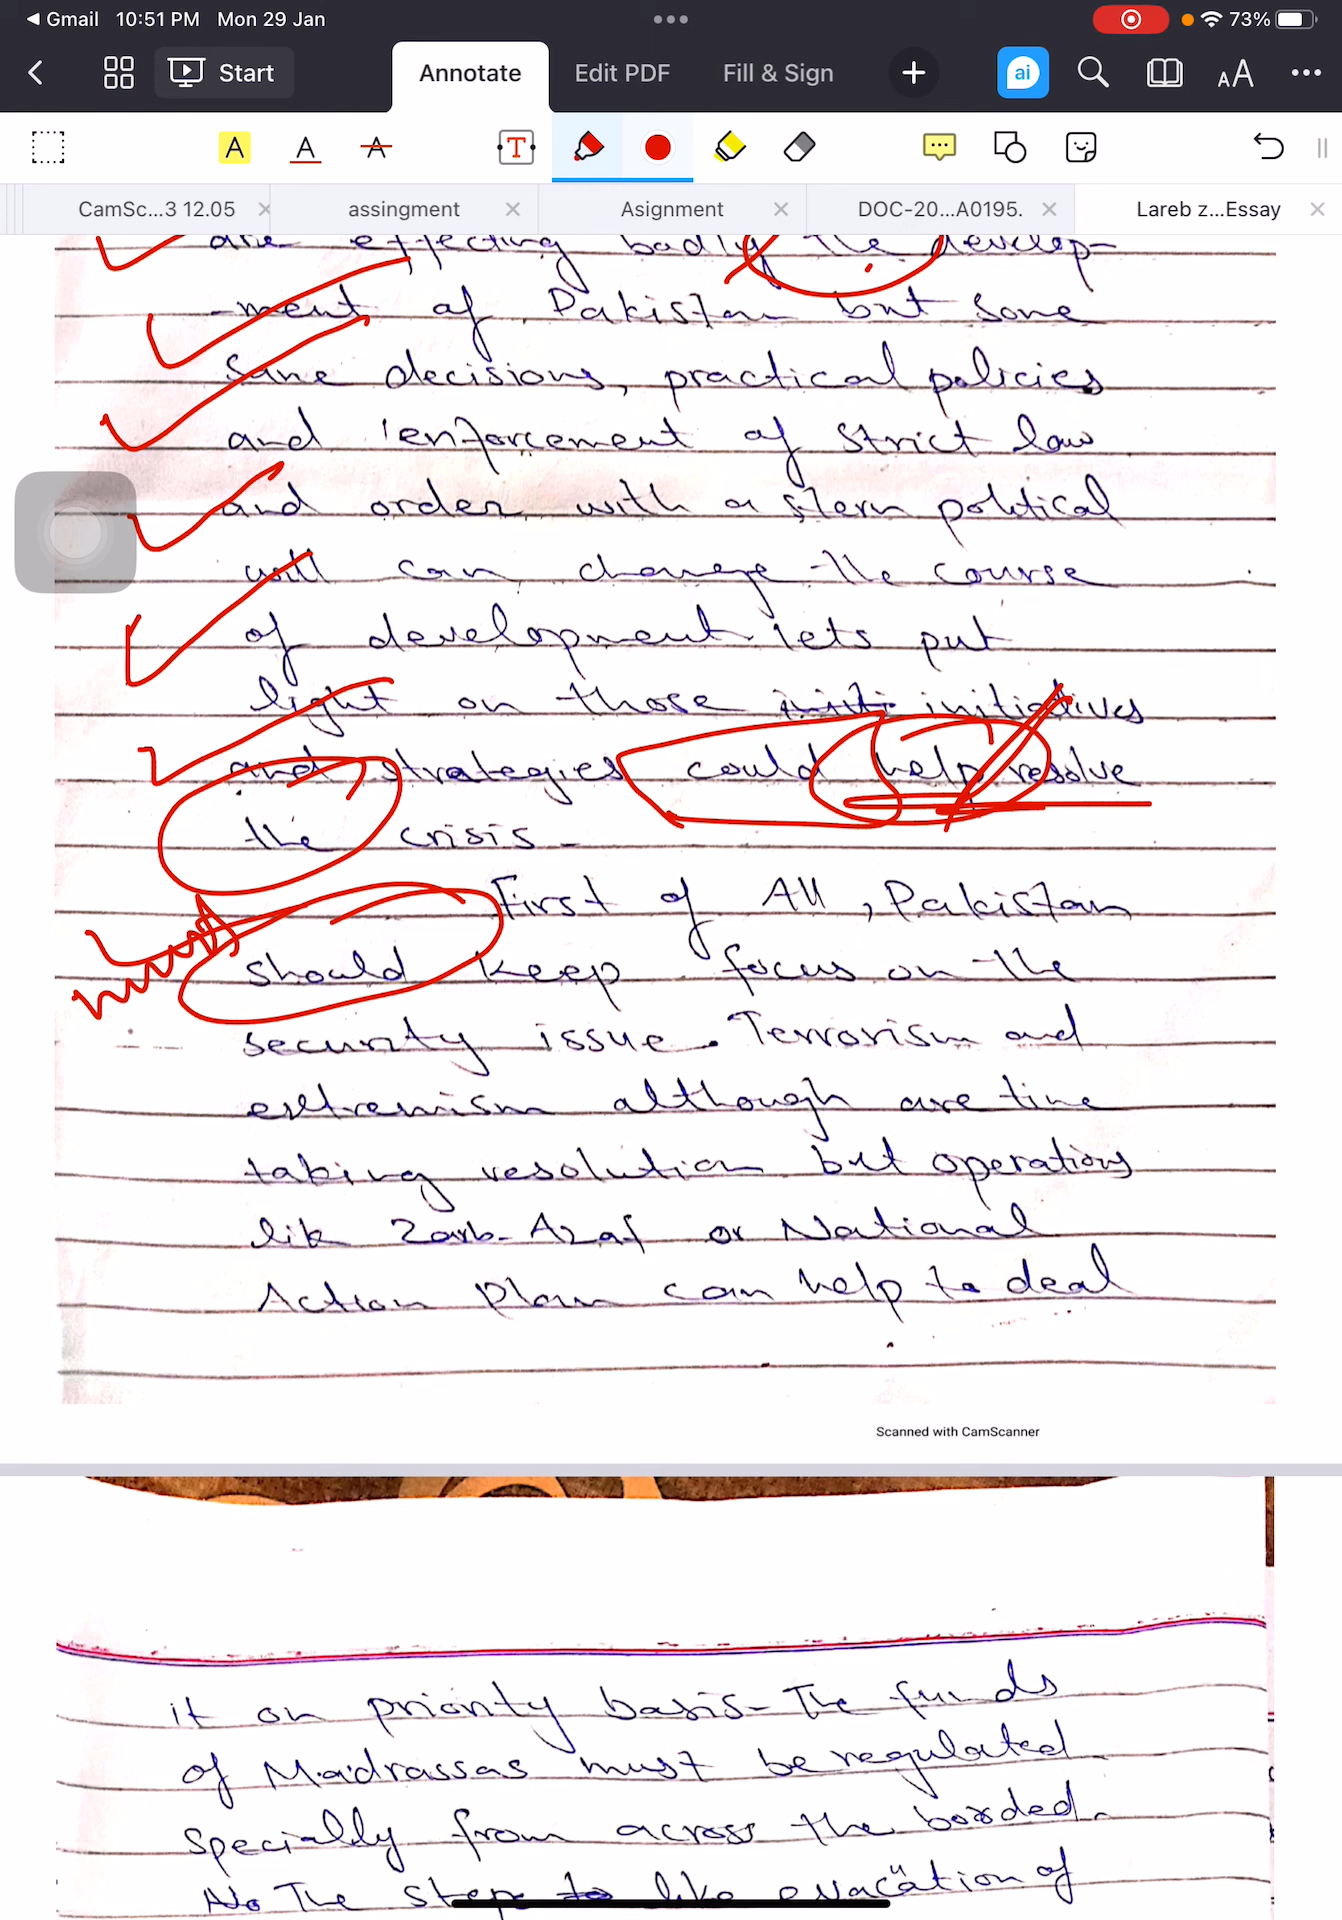 Gmail 10:51 PM Mon 29 Jan 73%
Start Annotate Edit PDF Fill & Sign ai AA
A A A T
CamSc...3 12.05 assingment Asignment DOC-20...A0195. Lareb z...Essay
are effecting badly the develop-
-ment of Pakistan but some
sane decisions, practical policies
and enforcement of strict law
and order with a stern political
will can change the course
of development lets put
light on those initiatives
and strategies could help resolve
the crisis-
First of All, Pakistan
must
should keep focus on the
security issue. Terrorism and
extremism although are time
taking resolution but operations
like Zarb-Azaf or National
Action Plan can help to deal
Scanned with CamScanner
it on priority basis- The funds
of Madrassas must be regulated
specially from across the borded.
The steps to like evacation of